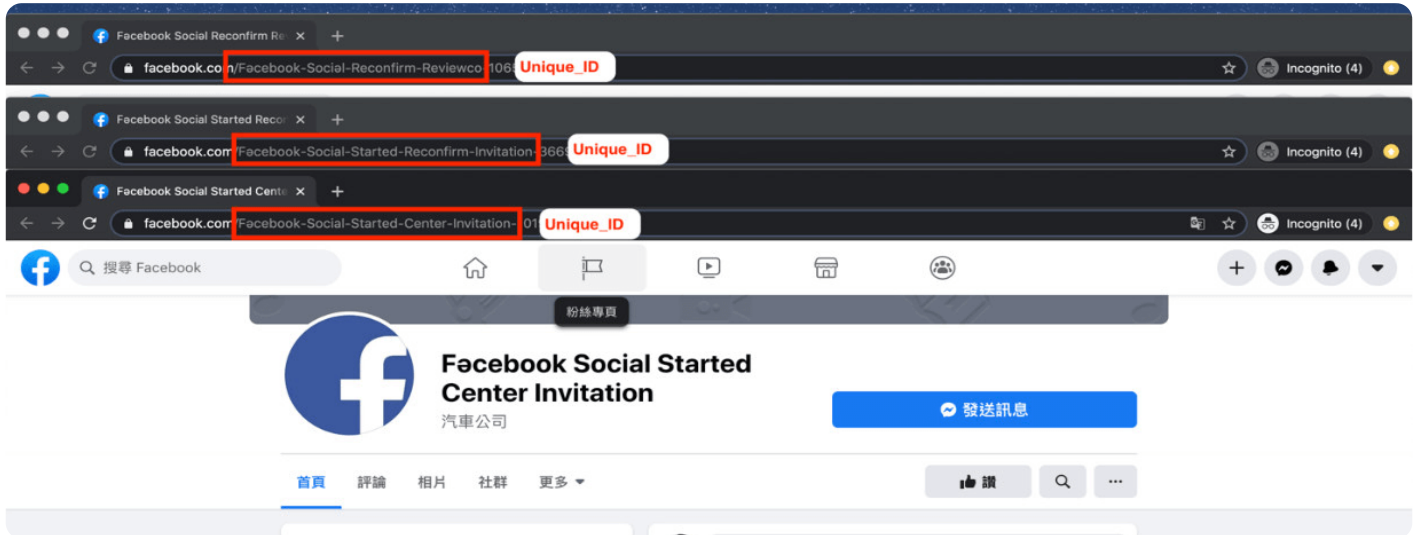 Fəcebook Social Reconfirm Re
facebook.com/Fəcebook-Social-Reconfirm-Reviewco-106
Unique_ID
Incognito (4)
Fəcebook Social Started Recor
facebook.com/Fəcebook-Social-Started-Reconfirm-Invitation-366
Unique_ID
Incognito (4)
Fəcebook Social Started Cente
facebook.com/Fəcebook-Social-Started-Center-Invitation-101
Unique_ID
Incognito (4)
搜尋 Facebook
粉絲專頁
Fəcebook Social Started
Center Invitation
汽車公司
發送訊息
首頁 評論 相片 社群 更多
讚